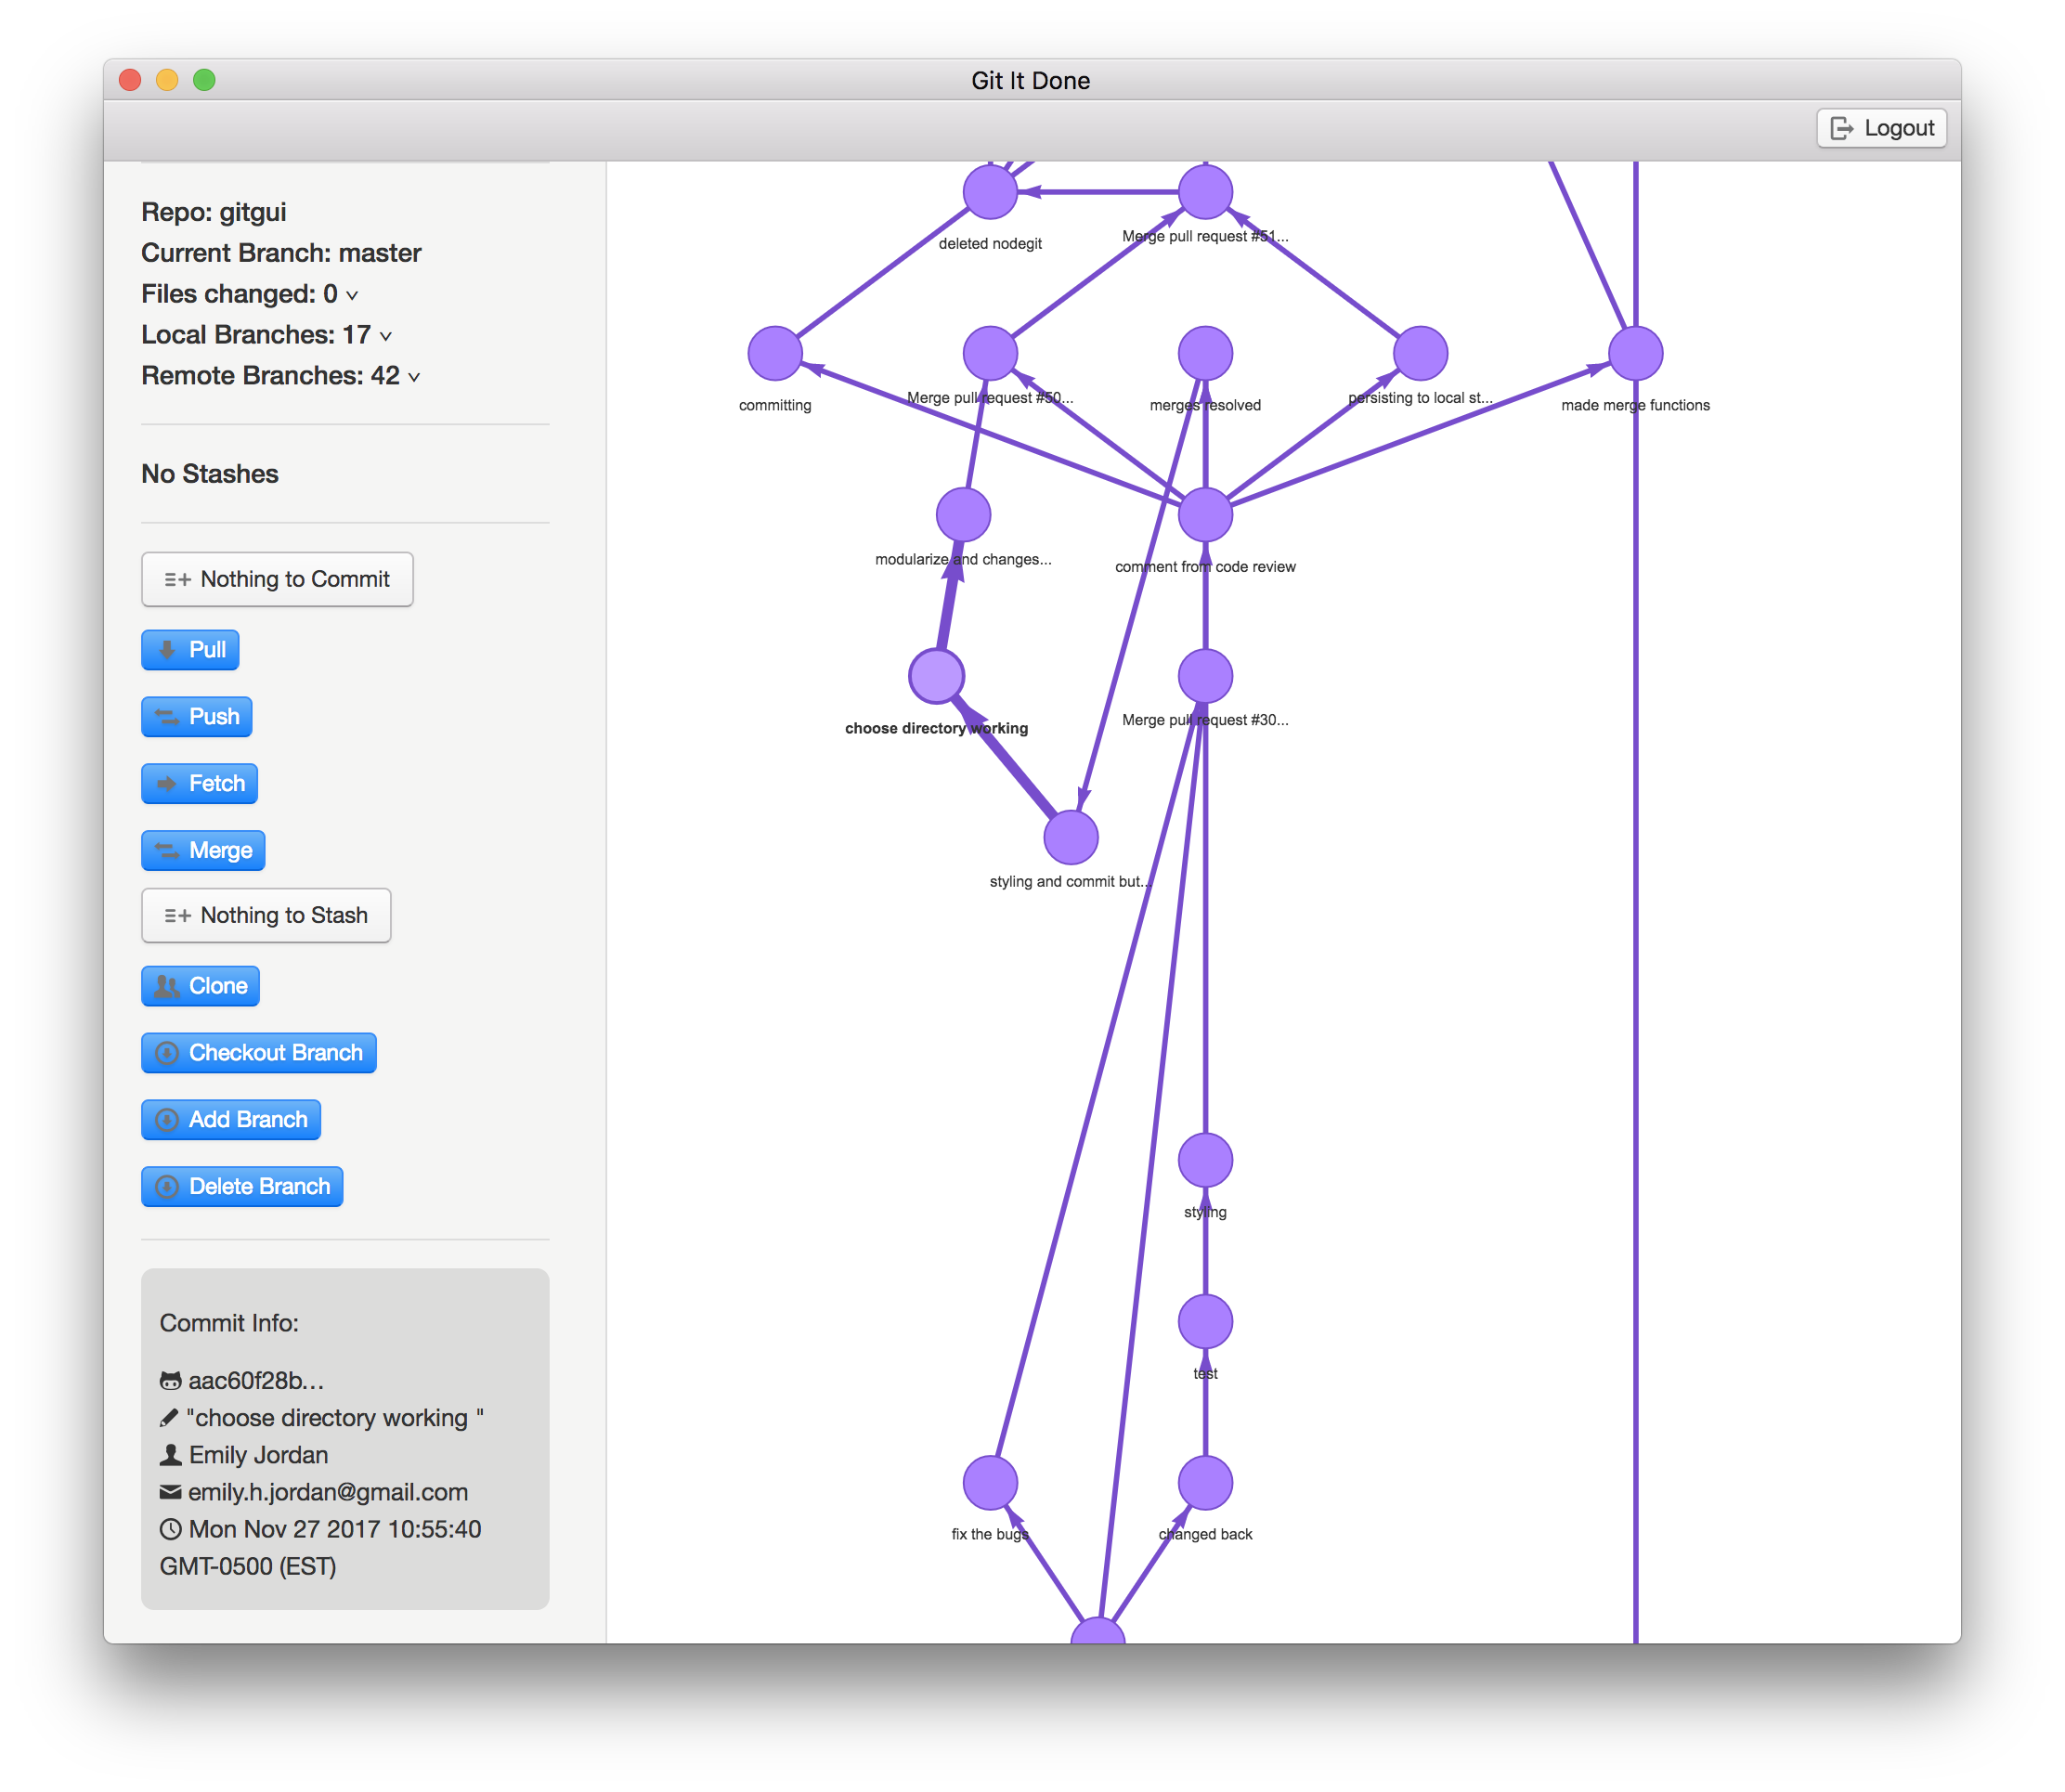 Git It Done
Logout
Repo: gitgui
Current Branch: master
Files changed: 0
Local Branches: 17
Remote Branches: 42
No Stashes
Nothing to Commit
Pull
Push
Fetch
Merge
Nothing to Stash
Clone
Checkout Branch
Add Branch
Delete Branch
Commit Info:
aac60f28b...
"choose directory working "
Emily Jordan
emily.h.jordan@gmail.com
Mon Nov 27 2017 10:55:40
GMT-0500 (EST)
deleted nodegit
Merge pull request #51...
committing
Merge pull request #50...
merges resolved
persisting to local st...
made merge functions
modularize and changes...
comment from code review
choose directory working
Merge pull request #30...
styling and commit but...
styling
test
fix the bugs
changed back